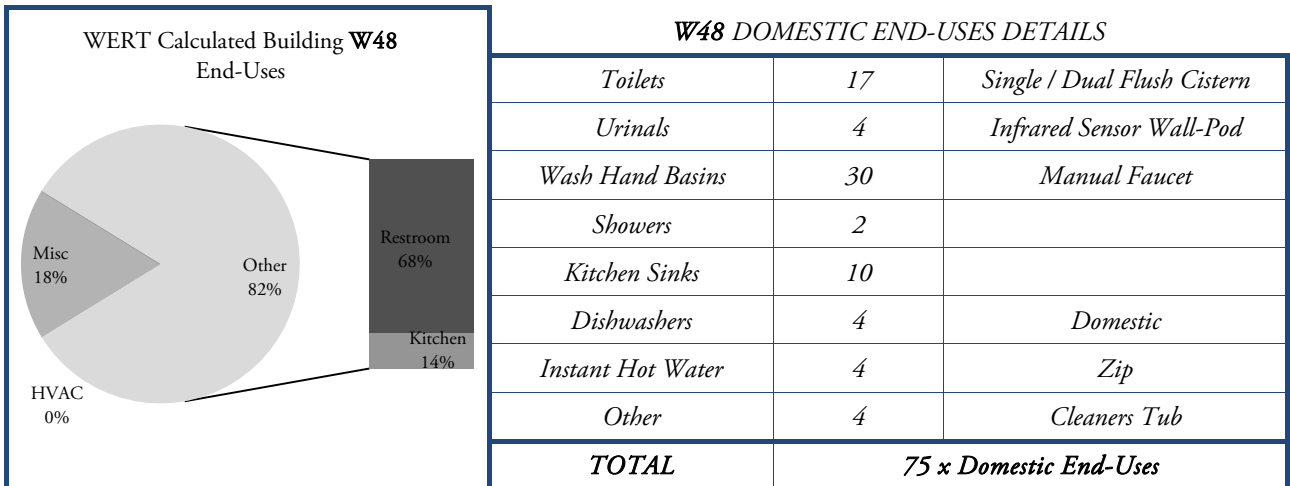 WERT Calculated Building W48
End-Uses
Misc
18%
Other
82%
HVAC
0%
Restroom
68%
Kitchen
14%
W48 DOMESTIC END-USES DETAILS
Toilets 17 Single / Dual Flush Cistern
Urinals 4 Infrared Sensor Wall-Pod
Wash Hand Basins 30 Manual Faucet
Showers 2
Kitchen Sinks 10
Dishwashers 4 Domestic
Instant Hot Water 4 Zip
Other 4 Cleaners Tub
TOTAL 75 x Domestic End-Uses